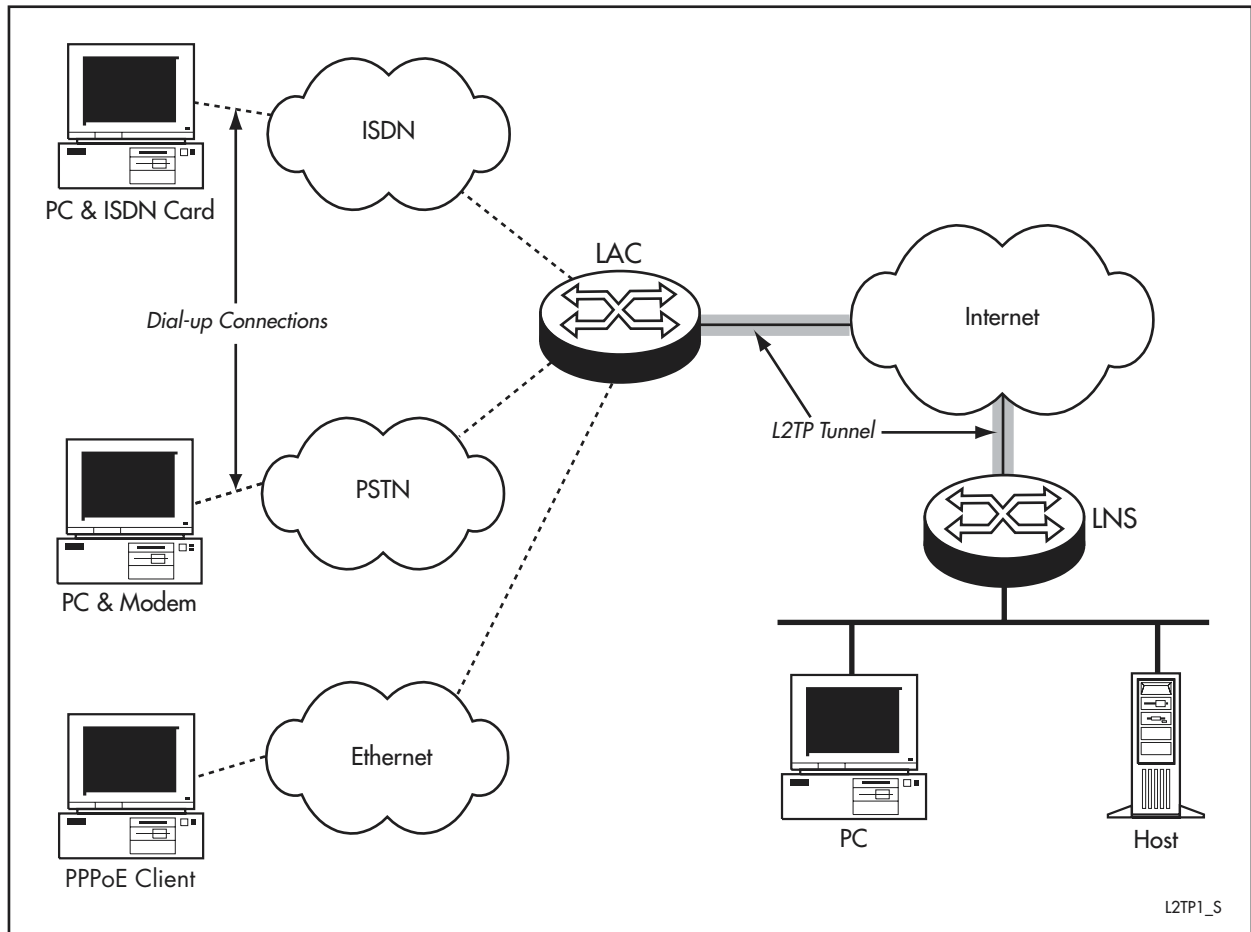 ISDN
PC & ISDN Card
LAC
Dial-up Connections
Internet
L2TP Tunnel
PSTN
LNS
PC & Modem
Ethernet
PC
Host
PPPoE Client
L2TP1_S